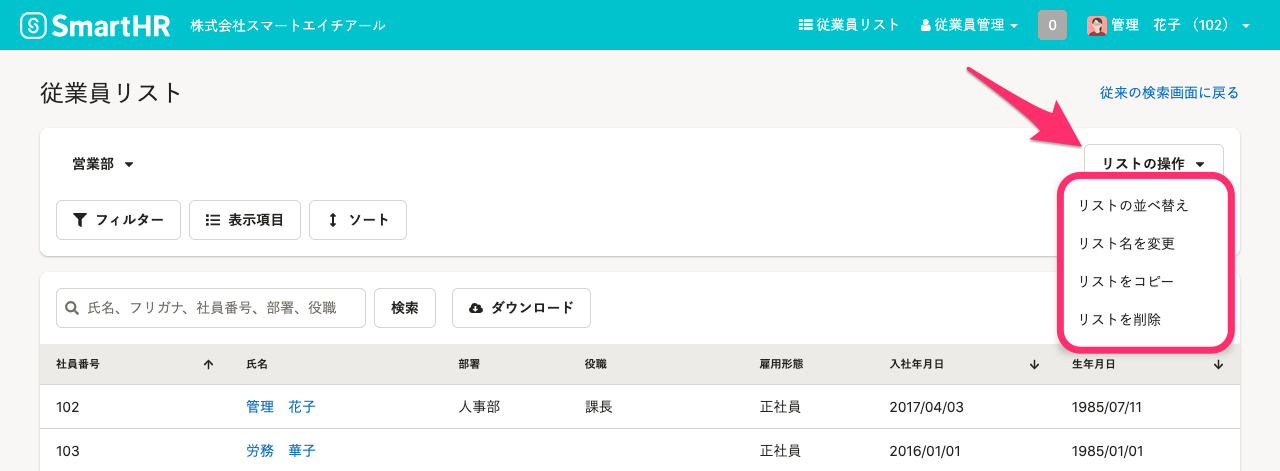 SmartHR 株式会社スマートエイチアール 従業員リスト 従業員管理 0 管理 花子 (102)
従業員リスト 従来の検索画面に戻る
営業部 リストの操作
リストの並べ替え
リスト名を変更
リストをコピー
リストを削除
フィルター 表示項目 ソート
氏名、フリガナ、社員番号、部署、役職 検索 ダウンロード
社員番号 氏名 部署 役職 雇用形態 入社年月日 生年月日
102 管理 花子 人事部 課長 正社員 2017/04/03 1985/07/11
103 労務 華子 正社員 2016/01/01 1985/01/01